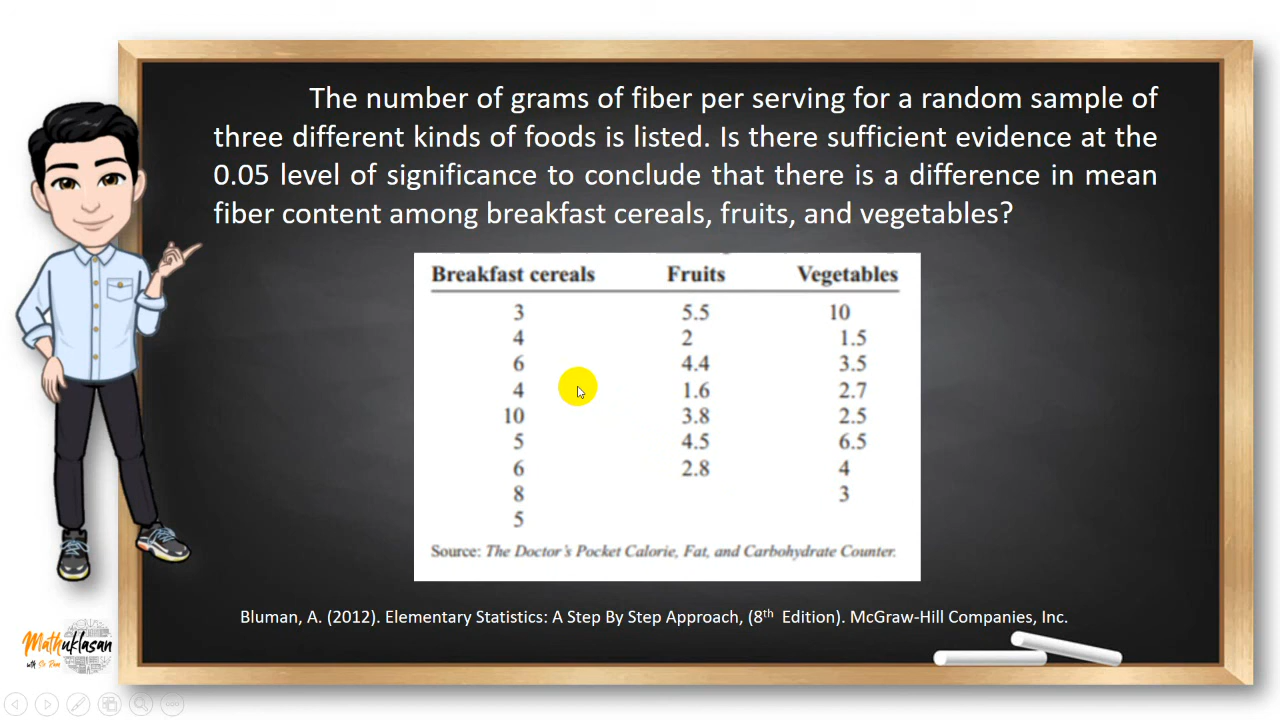 The number of grams of fiber per serving for a random sample of
three different kinds of foods is listed. Is there sufficient evidence at the
0.05 level of significance to conclude that there is a difference in mean
fiber content among breakfast cereals, fruits, and vegetables?
Breakfast cereals Fruits Vegetables
3 5.5 10
4 2 1.5
6 4.4 3.5
4 1.6 2.7
10 3.8 2.5
5 4.5 6.5
6 2.8 4
8 3
5
Source: The Doctor's Pocket Calorie, Fat, and Carbohydrate Counter.
Bluman, A. (2012). Elementary Statistics: A Step By Step Approach, (8th Edition). McGraw-Hill Companies, Inc.
Mathuklasan
with Sir Ram